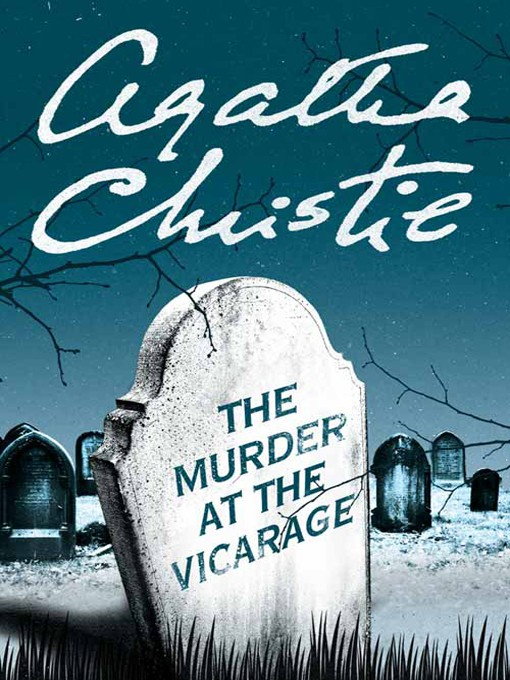 Agatha
Christie
THE
MURDER
AT THE
VICARAGE